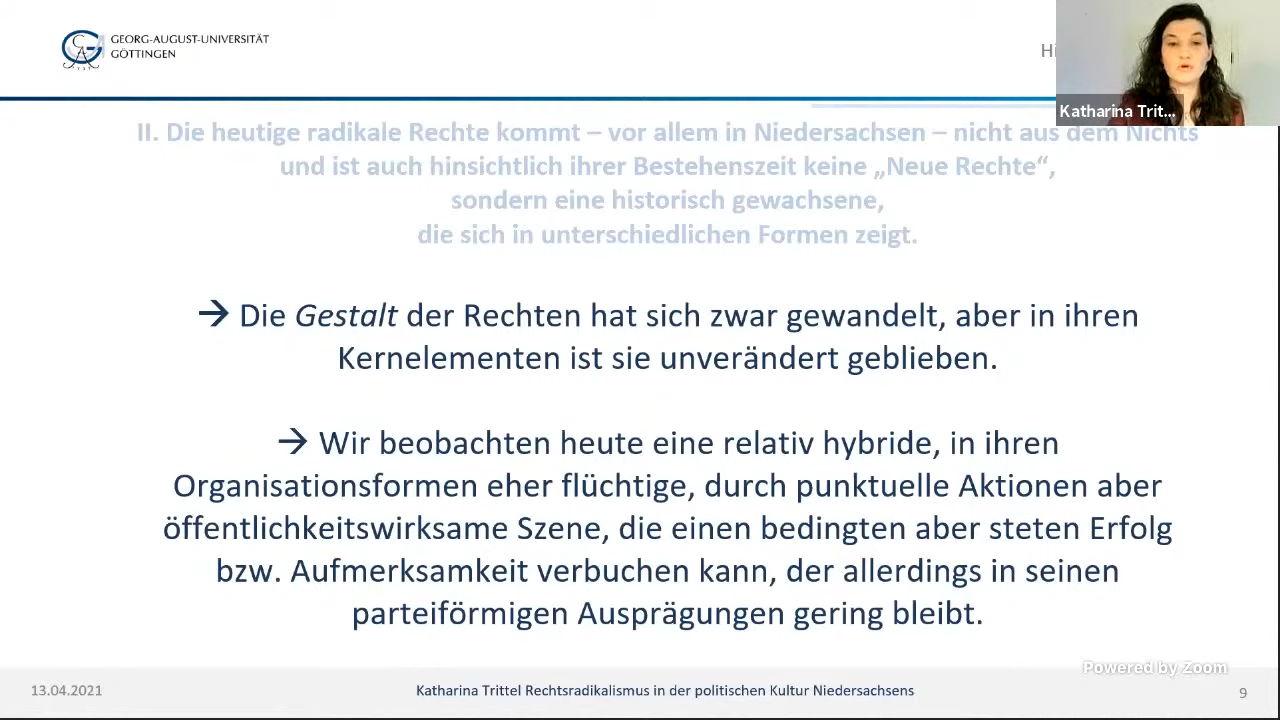 GEORG-AUGUST-UNIVERSITÄT
GÖTTINGEN
Katharina Trit...
II. Die heutige radikale Rechte kommt – vor allem in Niedersachsen – nicht aus dem Nichts
und ist auch hinsichtlich ihrer Bestehenszeit keine „Neue Rechte“,
sondern eine historisch gewachsene,
die sich in unterschiedlichen Formen zeigt.
→ Die Gestalt der Rechten hat sich zwar gewandelt, aber in ihren
Kernelementen ist sie unverändert geblieben.
→ Wir beobachten heute eine relativ hybride, in ihren
Organisationsformen eher flüchtige, durch punktuelle Aktionen aber
öffentlichkeitswirksame Szene, die einen bedingten aber steten Erfolg
bzw. Aufmerksamkeit verbuchen kann, der allerdings in seinen
parteiförmigen Ausprägungen gering bleibt.
Powered by Zoom
13.04.2021 Katharina Trittel Rechtsradikalismus in der politischen Kultur Niedersachsens 9